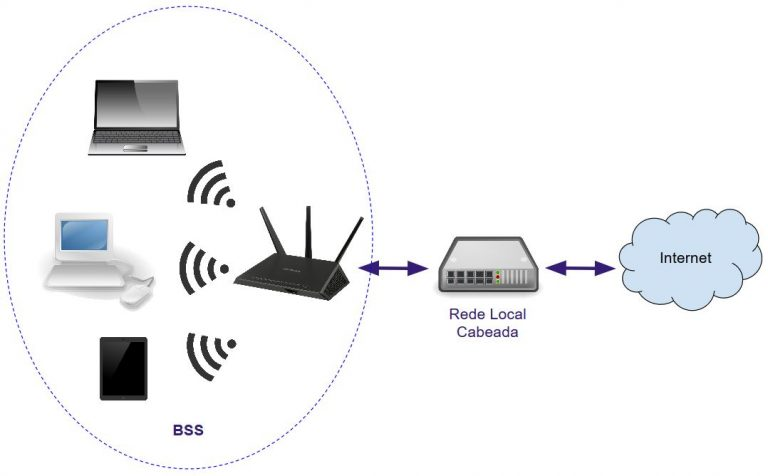 Internet
Rede Local
Cabeada
BSS